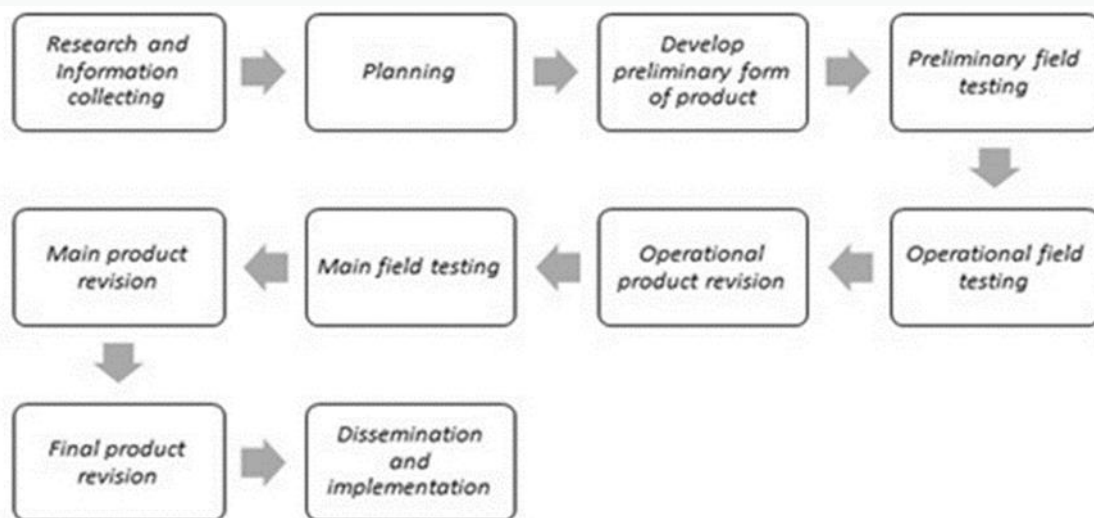 Research and
Information
collecting
Planning
Develop
preliminary form
of product
Preliminary field
testing
Operational field
testing
Operational
product revision
Main field testing
Main product
revision
Final product
revision
Dissemination
and
implementation